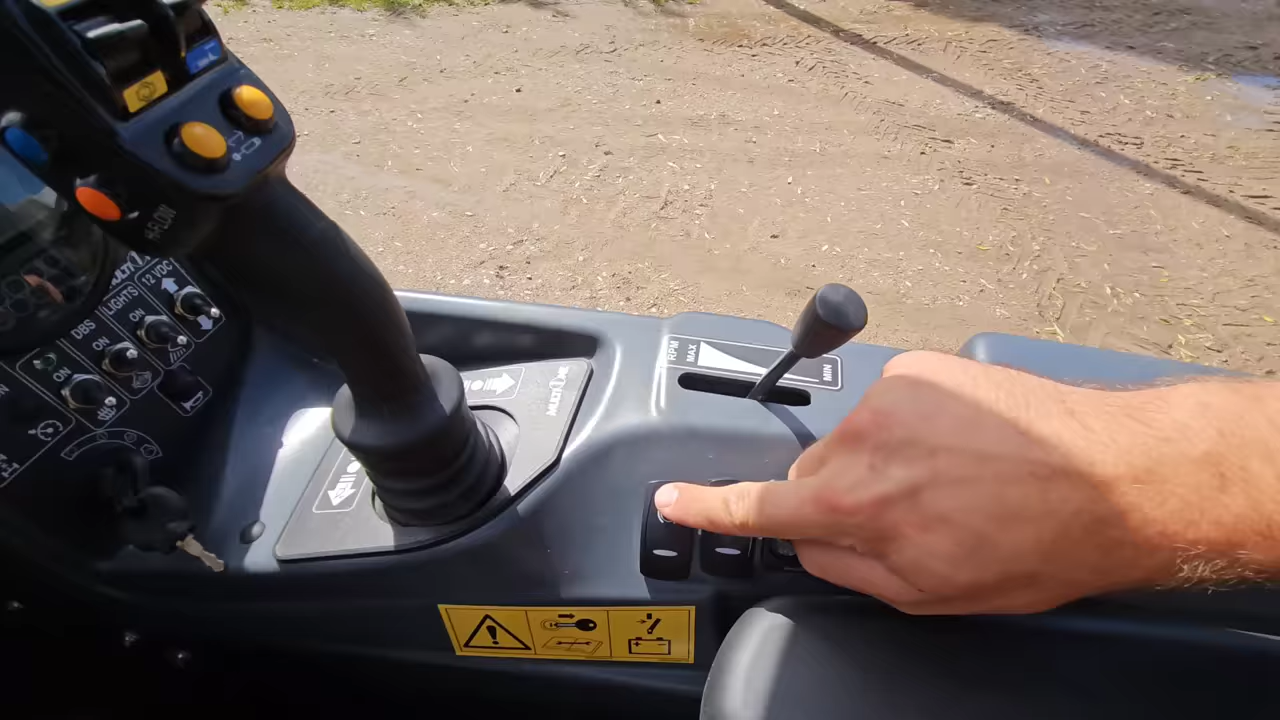 HI-FLOW
MULTIONE
12 VDC
LIGHTS
DBS
ON
ON
ON
RPM
MAX
MIN
MULTIONE